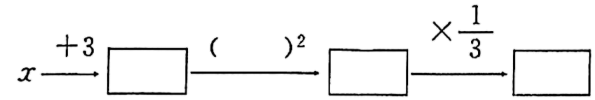 x +3 ( )² × 1/3